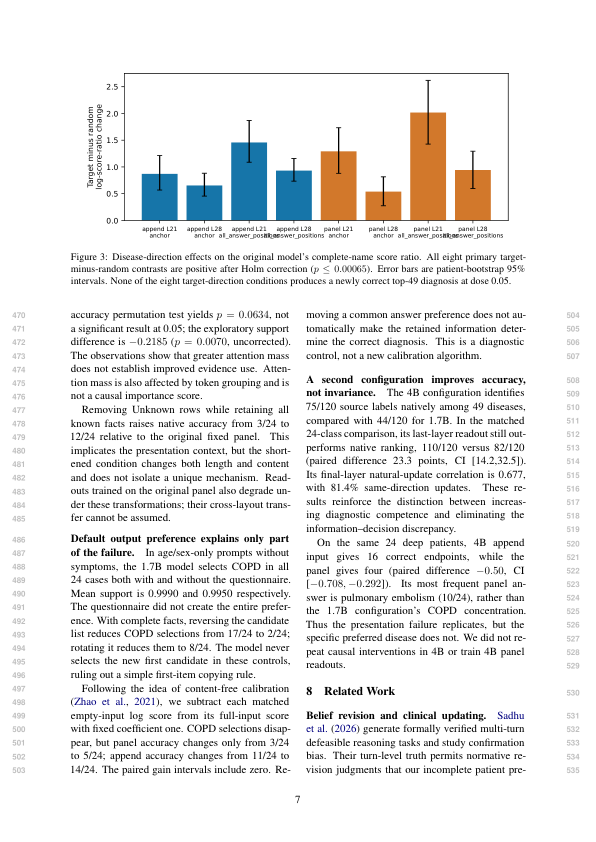 2.5
2.0
1.5
1.0
0.5
0.0
Target minus random
log-score-ratio change
append L21
anchor
append L28
anchor
append L21
all_answer_positions
append L28
all_answer_positions
panel L21
anchor
panel L28
anchor
panel L21
all_answer_positions
panel L28
all_answer_positions
Figure 3: Disease-direction effects on the original model's complete-name score ratio. All eight primary target-
minus-random contrasts are positive after Holm correction (p ≤ 0.00065). Error bars are patient-bootstrap 95%
intervals. None of the eight target-direction conditions produces a newly correct top-49 diagnosis at dose 0.05.
470 accuracy permutation test yields p = 0.0634, not
471 a significant result at 0.05; the exploratory support
472 difference is −0.2185 (p = 0.0070, uncorrected).
473 The observations show that greater attention mass
474 does not establish improved evidence use. Atten-
475 tion mass is also affected by token grouping and is
476 not a causal importance score.
477 Removing Unknown rows while retaining all
478 known facts raises native accuracy from 3/24 to
479 12/24 relative to the original fixed panel. This
480 implicates the presentation context, but the short-
481 ened condition changes both length and content
482 and does not isolate a unique mechanism. Read-
483 outs trained on the original panel also degrade un-
484 der these transformations; their cross-layout trans-
485 fer cannot be assumed.
486 Default output preference explains only part
487 of the failure. In age/sex-only prompts without
488 symptoms, the 1.7B model selects COPD in all
489 24 cases both with and without the questionnaire.
490 Mean support is 0.9990 and 0.9950 respectively.
491 The questionnaire did not create the entire prefer-
492 ence. With complete facts, reversing the candidate
493 list reduces COPD selections from 17/24 to 2/24;
494 rotating it reduces them to 8/24. The model never
495 selects the new first candidate in these controls,
496 ruling out a simple first-item copying rule.
497 Following the idea of content-free calibration
498 (Zhao et al., 2021), we subtract each matched
499 empty-input log score from its full-input score
500 with fixed coefficient one. COPD selections disap-
501 pear, but panel accuracy changes only from 3/24
502 to 5/24; append accuracy changes from 11/24 to
503 14/24. The paired gain intervals include zero. Re-
moving a common answer preference does not au- 504
tomatically make the retained information deter- 505
mine the correct diagnosis. This is a diagnostic 506
control, not a new calibration algorithm. 507
A second configuration improves accuracy, 508
not invariance. The 4B configuration identifies 509
75/120 source labels natively among 49 diseases, 510
compared with 44/120 for 1.7B. In the matched 511
24-class comparison, its last-layer readout still out- 512
performs native ranking, 110/120 versus 82/120 513
(paired difference 23.3 points, CI [14.2,32.5]). 514
Its final-layer natural-update correlation is 0.677, 515
with 81.4% same-direction updates. These re- 516
sults reinforce the distinction between increas- 517
ing diagnostic competence and eliminating the 518
information–decision discrepancy. 519
On the same 24 deep patients, 4B append 520
input gives 16 correct endpoints, while the 521
panel gives four (paired difference −0.50, CI 522
[−0.708, −0.292]). Its most frequent panel an- 523
swer is pulmonary embolism (10/24), rather than 524
the 1.7B configuration's COPD concentration. 525
Thus the presentation failure replicates, but the 526
specific preferred disease does not. We did not re- 527
peat causal interventions in 4B or train 4B panel 528
readouts. 529
8 Related Work 530
Belief revision and clinical updating. Sadhu 531
et al. (2026) generate formally verified multi-turn 532
defeasible reasoning tasks and study confirmation 533
bias. Their turn-level truth permits normative re- 534
vision judgments that our incomplete patient pre- 535
7